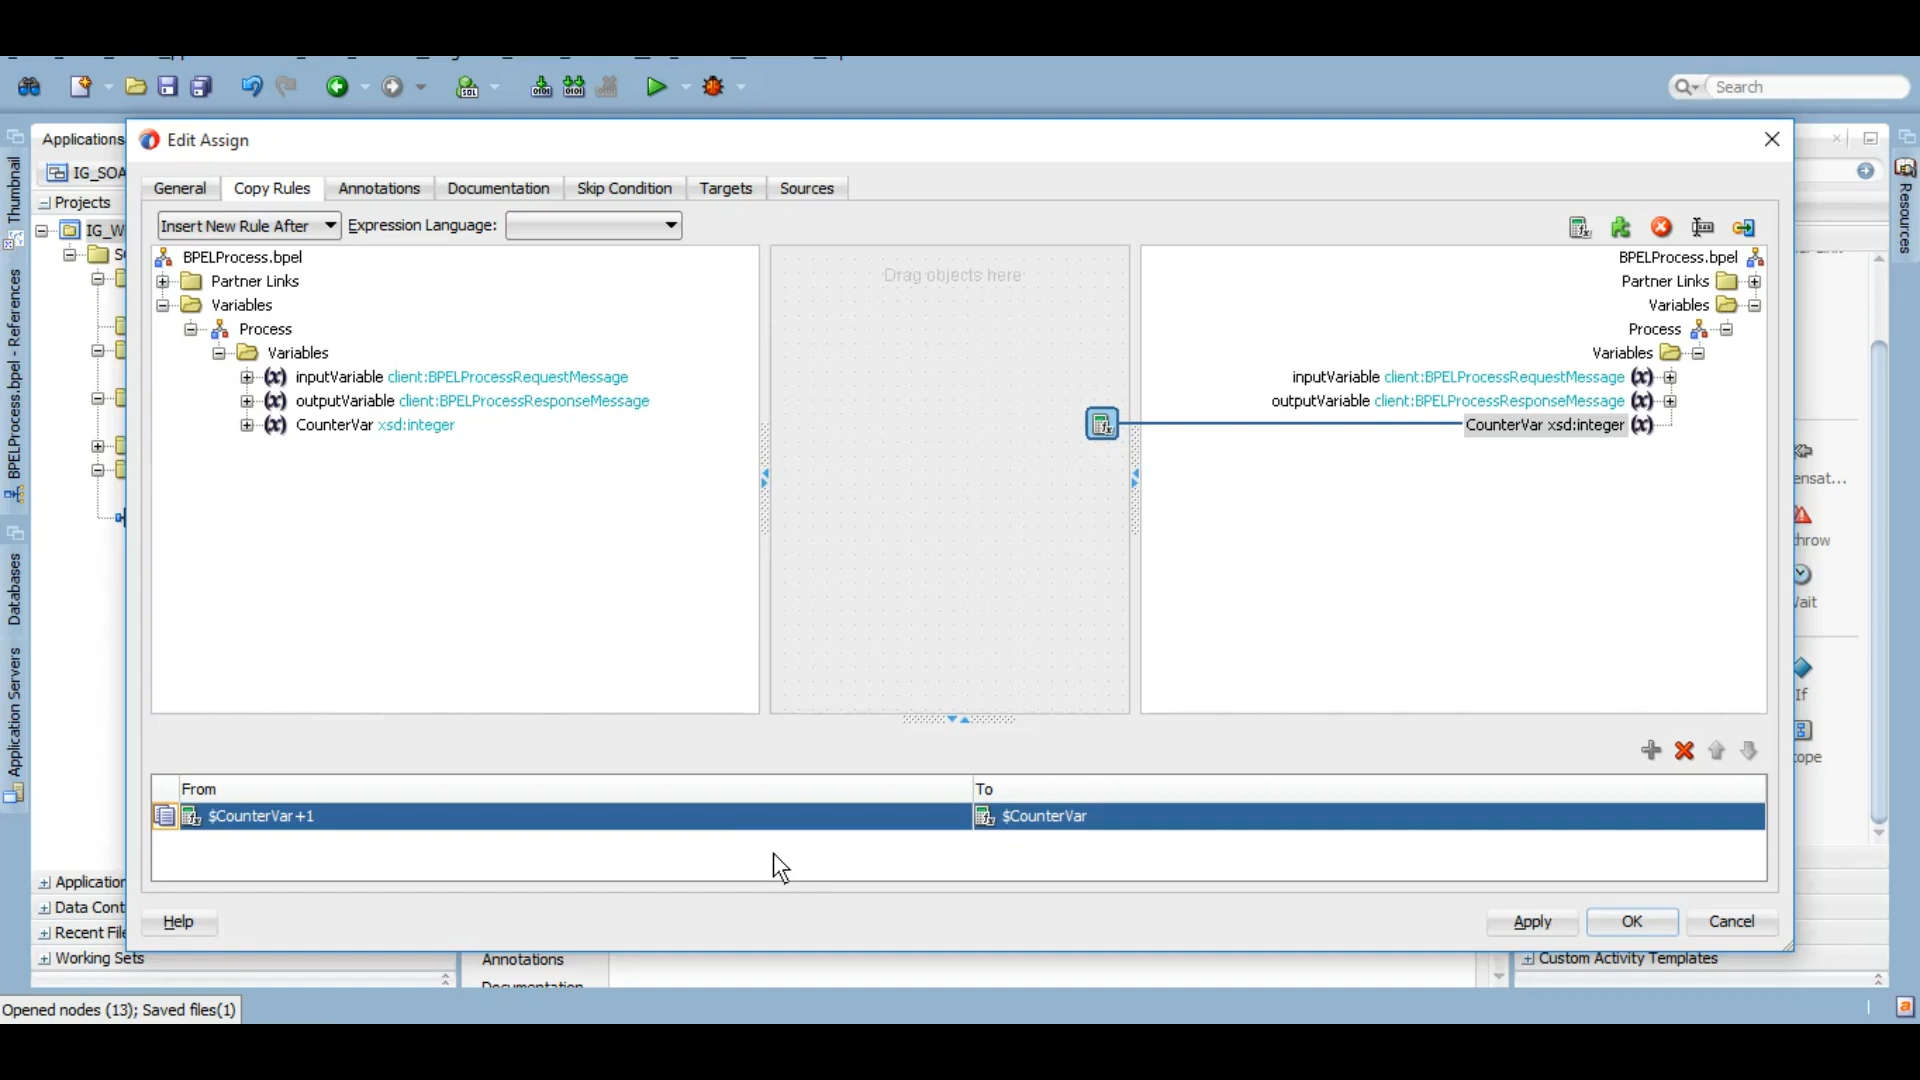 Search
Edit Assign
Applications
IG_SOA
Projects
IG_W
General Copy Rules Annotations Documentation Skip Condition Targets Sources
Insert New Rule After Expression Language:
BPELProcess.bpel
Partner Links
Variables
Process
Variables
inputVariable client:BPELProcessRequestMessage
outputVariable client:BPELProcessResponseMessage
CounterVar xsd:integer
Drag objects here
BPELProcess.bpel
Partner Links
Variables
Process
Variables
inputVariable client:BPELProcessRequestMessage
outputVariable client:BPELProcessResponseMessage
CounterVar xsd:integer
From To
$CounterVar+1 $CounterVar
Help Apply OK Cancel
Thumbnail
BPELProcess.bpel - References
Databases
Application Servers
Resources
ensat...
hrow
ait
If
ope
Application
Data Cont
Recent File
Working Sets
Annotations
Documentation
Custom Activity Templates
Opened nodes (13); Saved files(1)